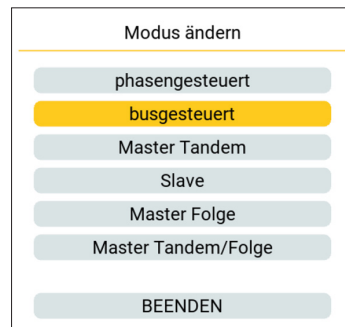 Modus ändern
phasengesteuert
busgesteuert
Master Tandem
Slave
Master Folge
Master Tandem/Folge
BEENDEN